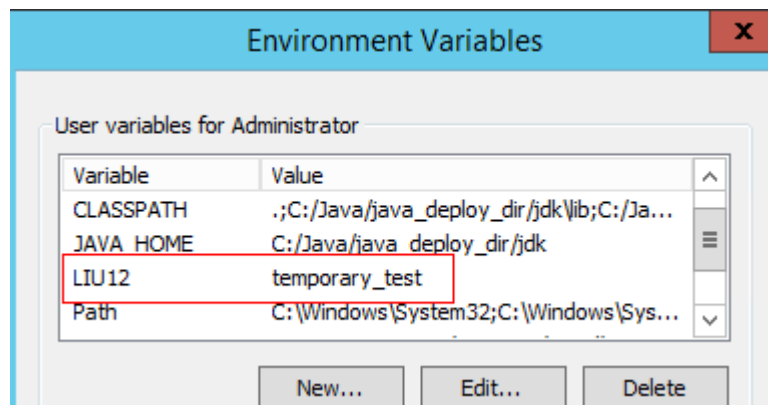 Environment Variables
x
User variables for Administrator
Variable Value
CLASSPATH .;C:/Java/java_deploy_dir/jdk\lib;C:/Ja...
JAVA_HOME C:/Java/java_deploy_dir/jdk
LIU12 temporary_test
Path C:\Windows\System32;C:\Windows\Sys...
New... Edit... Delete